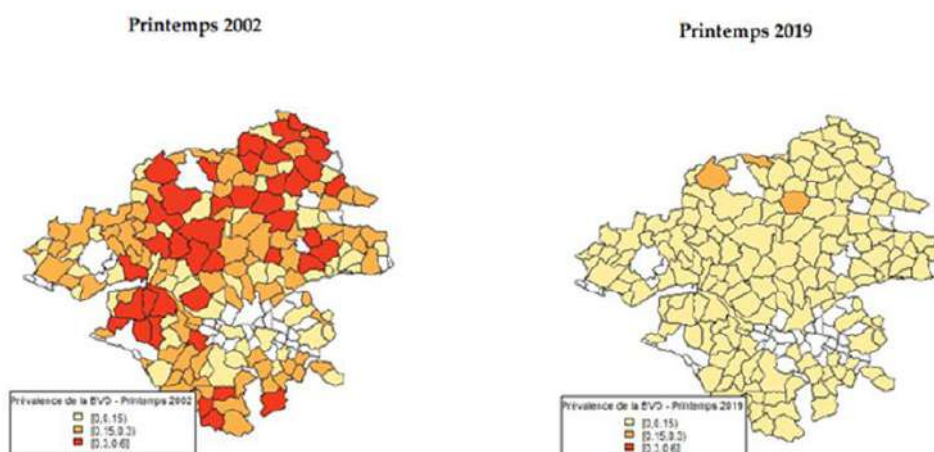 Printemps 2002
Printemps 2019
Prévalence de la BVD - Printemps 2002
[0,0.15)
[0.15,0.3)
[0.3,0.6]
Prévalence de la BVD - Printemps 2019
[0,0.15)
[0.15,0.3)
[0.3,0.6]